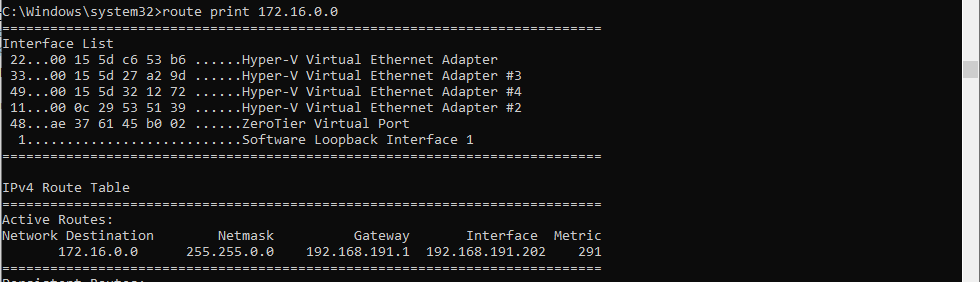 C:\Windows\system32>route print 172.16.0.0
===========================================================================
Interface List
 22...00 15 5d c6 53 b6 ......Hyper-V Virtual Ethernet Adapter
 33...00 15 5d 27 a2 9d ......Hyper-V Virtual Ethernet Adapter #3
 49...00 15 5d 32 12 72 ......Hyper-V Virtual Ethernet Adapter #4
 11...00 0c 29 53 51 39 ......Hyper-V Virtual Ethernet Adapter #2
 48...ae 37 61 45 b0 02 ......ZeroTier Virtual Port
  1...........................Software Loopback Interface 1
===========================================================================
IPv4 Route Table
===========================================================================
Active Routes:
Network Destination        Netmask          Gateway       Interface  Metric
       172.16.0.0      255.255.0.0    192.168.191.1  192.168.191.202    291
===========================================================================
Persistent Routes: